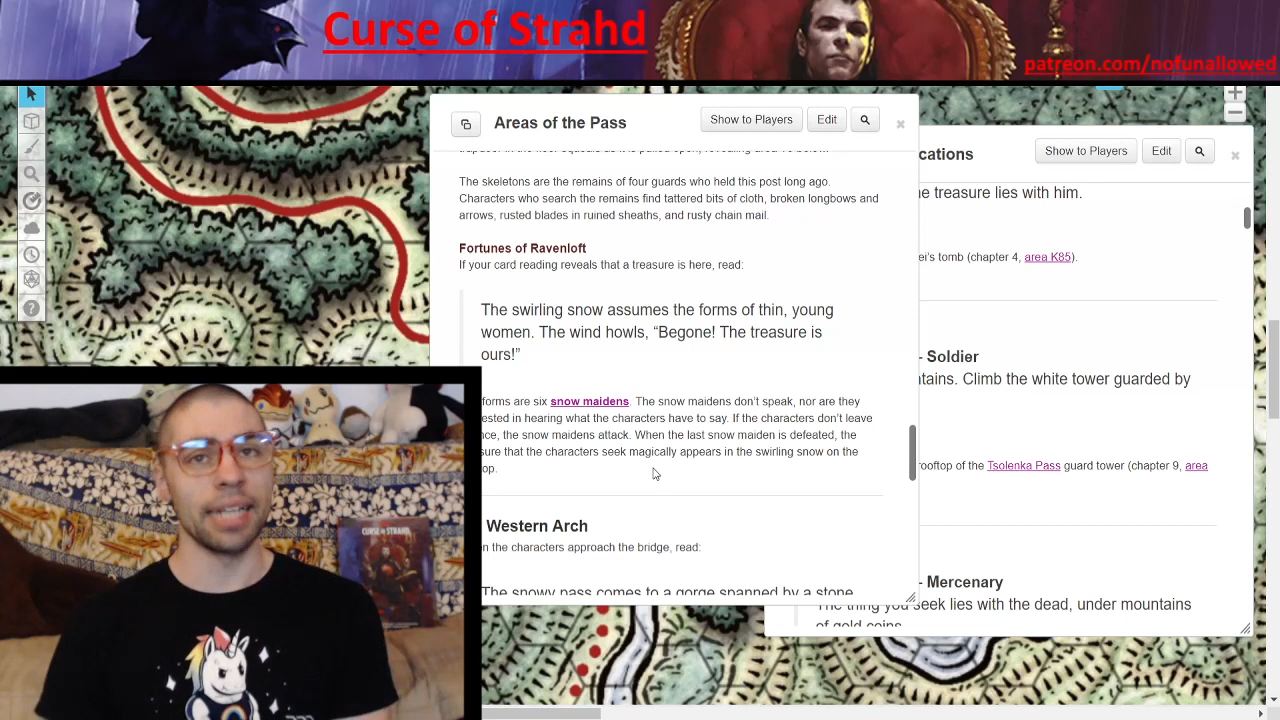 Curse of Strahd
patreon.com/nofunallowed
Areas of the Pass
Show to Players
Edit
The skeletons are the remains of four guards who held this post long ago.
Characters who search the remains find tattered bits of cloth, broken longbows and
arrows, rusted blades in ruined sheaths, and rusty chain mail.
Fortunes of Ravenloft
If your card reading reveals that a treasure is here, read:
The swirling snow assumes the forms of thin, young
women. The wind howls, “Begone! The treasure is
ours!”
forms are six snow maidens. The snow maidens don’t speak, nor are they
ested in hearing what the characters have to say. If the characters don’t leave
nce, the snow maidens attack. When the last snow maiden is defeated, the
sure that the characters seek magically appears in the swirling snow on the
op.
Western Arch
n the characters approach the bridge, read:
The snowy pass comes to a gorge spanned by a stone
cations
Show to Players
Edit
ne treasure lies with him.
ei’s tomb (chapter 4, area K85).
- Soldier
ntains. Climb the white tower guarded by
rooftop of the Tsolenka Pass guard tower (chapter 9, area
- Mercenary
The thing you seek lies with the dead, under mountains
of gold coins.
CURSE OF STRAHD